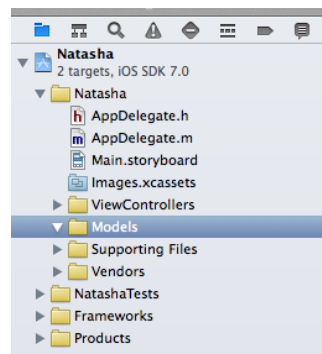 Natasha
2 targets, iOS SDK 7.0
Natasha
h AppDelegate.h
m AppDelegate.m
Main.storyboard
Images.xcassets
ViewControllers
Models
Supporting Files
Vendors
NatashaTests
Frameworks
Products